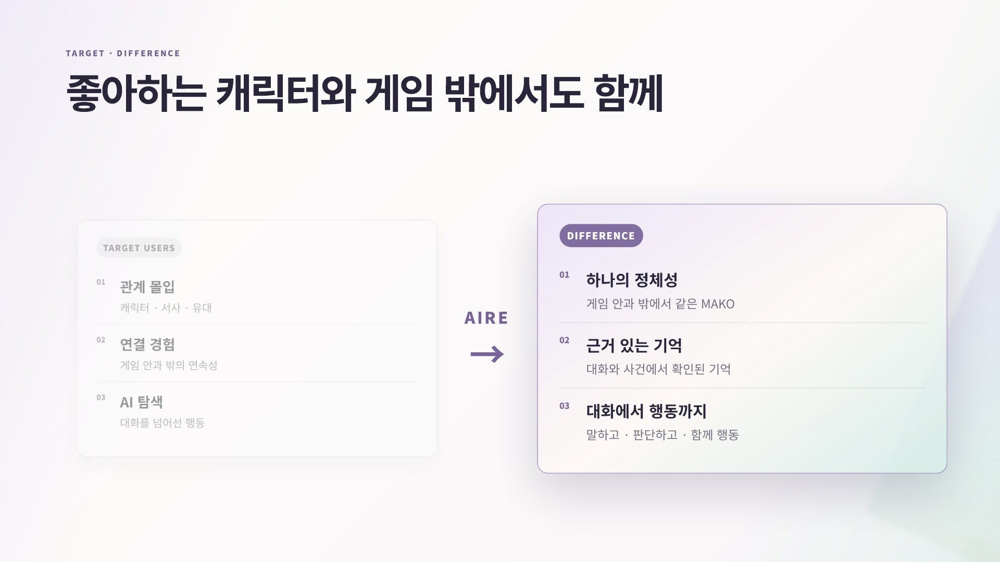 TARGET · DIFFERENCE
좋아하는 캐릭터와 게임 밖에서도 함께
TARGET USERS
01
관계 몰입
캐릭터 · 서사 · 유대
02
연결 경험
게임 안과 밖의 연속성
03
AI 탐색
대화를 넘어선 행동
AIRE
→
DIFFERENCE
01
하나의 정체성
게임 안과 밖에서 같은 MAKO
02
근거 있는 기억
대화와 사건에서 확인된 기억
03
대화에서 행동까지
말하고 · 판단하고 · 함께 행동